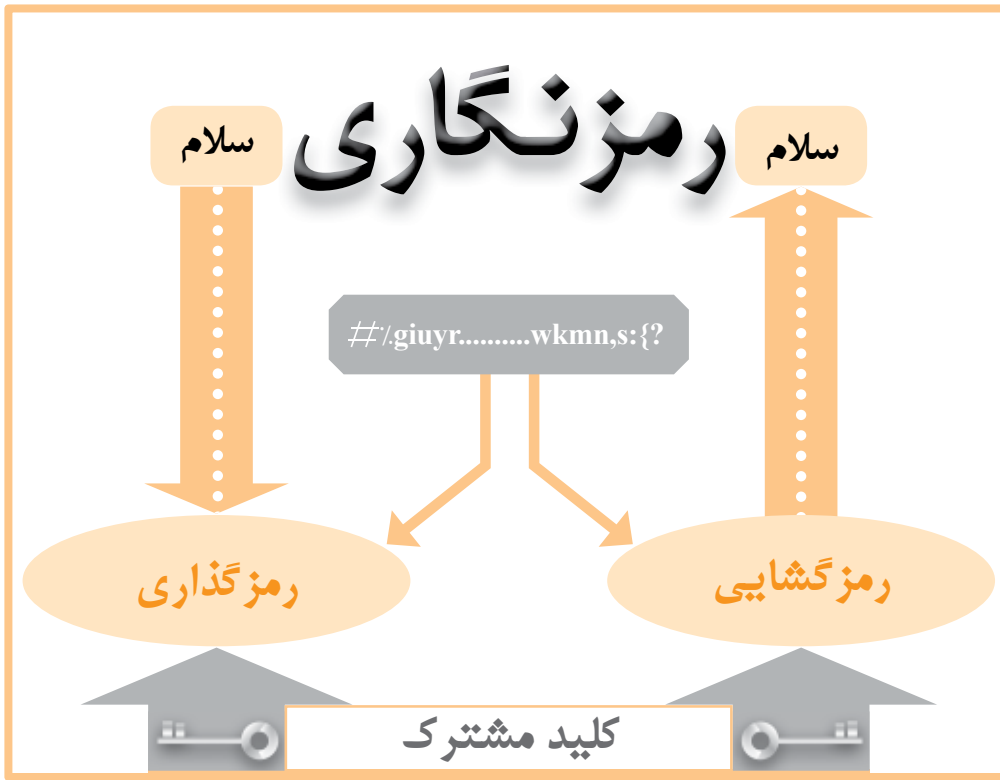 رمزنگاری
سلام
سلام
#٪giuyr..........wkmn,s:{?
رمزگشایی
رمزگذاری
کلید مشترک